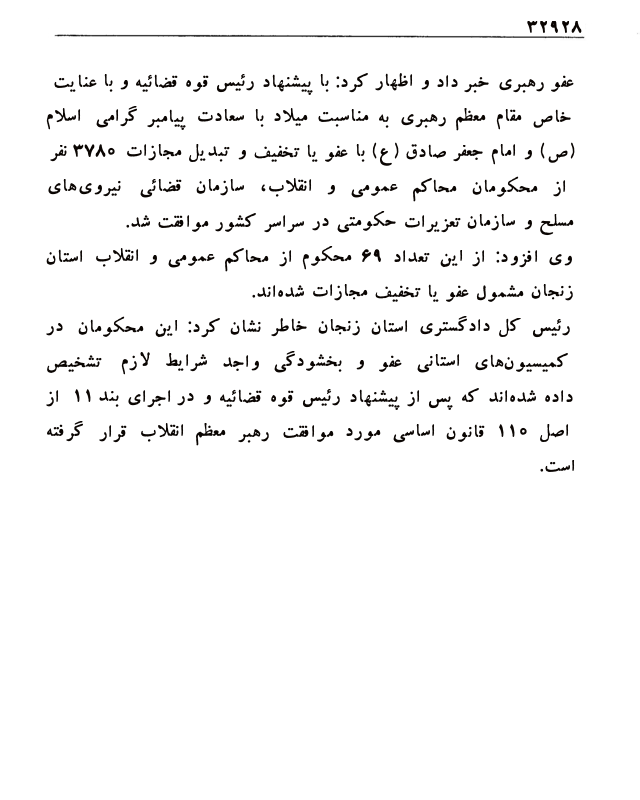 ۳۲۹۲۸
عفو رهبری خبر داد و اظهار کرد: با پیشنهاد رئیس قوه قضائیه و با عنایت
خاص مقام معظم رهبری به مناسبت میلاد با سعادت پیامبر گرامی اسلام
(ص) و امام جعفر صادق (ع) با عفو یا تخفیف و تبدیل مجازات ۳۷۸۰ نفر
از محکومان محاکم عمومی و انقلاب، سازمان قضائی نیروی‌های
مسلح و سازمان تعزیرات حکومتی در سراسر کشور موافقت شد.
وی افزود: از این تعداد ۶۹ محکوم از محاکم عمومی و انقلاب استان
زنجان مشمول عفو یا تخفیف مجازات شده‌اند.
رئیس کل دادگستری استان زنجان خاطر نشان کرد: این محکومان در
کمیسیون‌های استانی عفو و بخشودگی واجد شرایط لازم تشخیص
داده شده‌اند که پس از پیشنهاد رئیس قوه قضائیه و در اجرای بند ۱۱ از
اصل ۱۱۰ قانون اساسی مورد موافقت رهبر معظم انقلاب قرار گرفته
است.